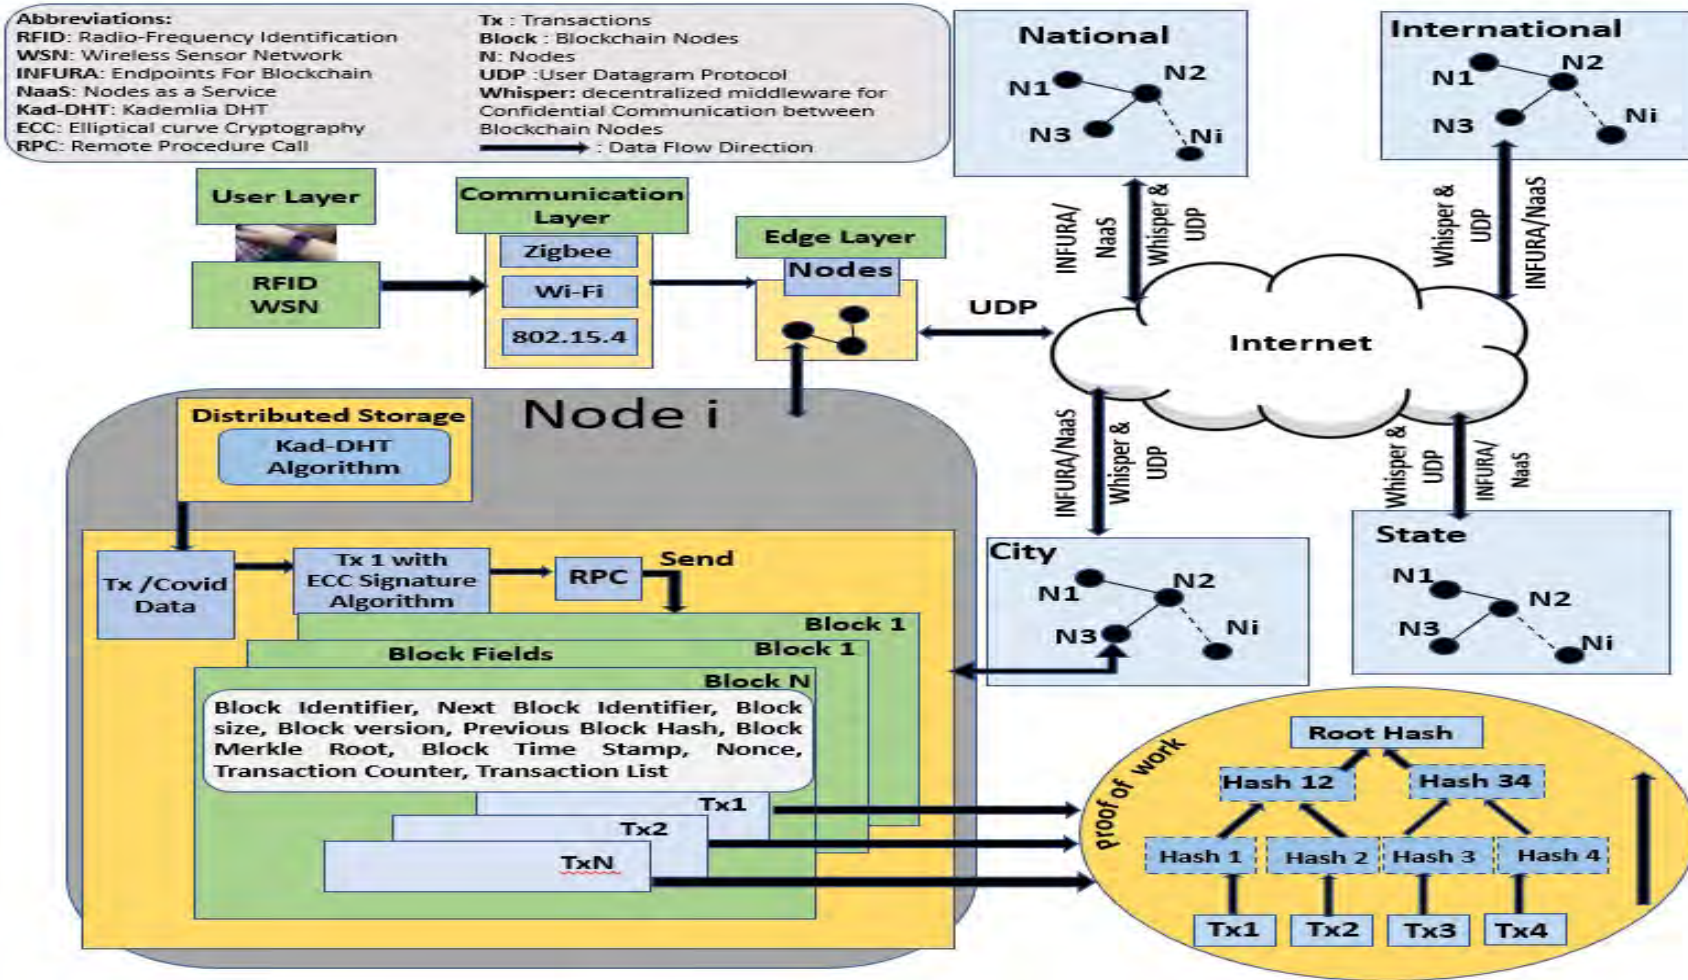 Abbreviations:
RFID: Radio-Frequency Identification
WSN: Wireless Sensor Network
INFURA: Endpoints For Blockchain
NaaS: Nodes as a Service
Kad-DHT: Kademlia DHT
ECC: Elliptical curve Cryptography
RPC: Remote Procedure Call
Tx : Transactions
Block : Blockchain Nodes
N: Nodes
UDP :User Datagram Protocol
Whisper: decentralized middleware for
Confidential Communication between
Blockchain Nodes
: Data Flow Direction
National
N1
N2
N3
Ni
International
N1
N2
N3
Ni
User Layer
RFID
WSN
Communication
Layer
Zigbee
Wi-Fi
802.15.4
Edge Layer
Nodes
UDP
INFURA/
NaaS
Whisper &
UDP
Whisper &
UDP
INFURA/NaaS
Internet
INFURA/NaaS
Whisper &
UDP
Whisper &
UDP
INFURA/
NaaS
Node i
Distributed Storage
Kad-DHT
Algorithm
Tx /Covid
Data
Tx 1 with
ECC Signature
Algorithm
RPC
Send
Block 1
Block 1
Block Fields
Block N
Block Identifier, Next Block Identifier, Block
size, Block version, Previous Block Hash, Block
Merkle Root, Block Time Stamp, Nonce,
Transaction Counter, Transaction List
Tx1
Tx2
TxN
City
N1
N2
N3
Ni
State
N1
N2
N3
Ni
proof of work
Root Hash
Hash 12
Hash 34
Hash 1
Hash 2
Hash 3
Hash 4
Tx1
Tx2
Tx3
Tx4